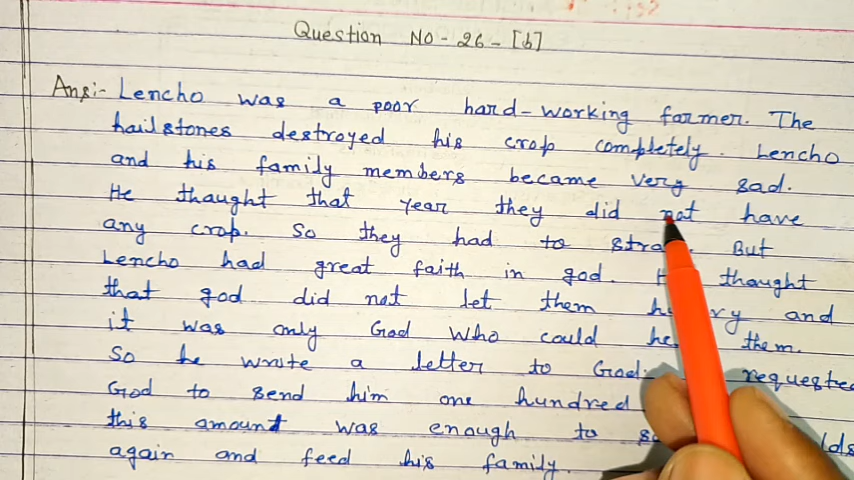 Question No - 26 - [b]
Ans:- Lencho was a poor hard-working farmer. The
hailstones destroyed his crop completely. Lencho
and his family members became very sad.
He thought that year they did not have
any crop. So they had to But
Lencho had great faith in god. thought
that god did not let them and
it was only God who could them.
So he write a letter to God. requested
God to send him one hundred
this amount was enough to
again and feed his family.